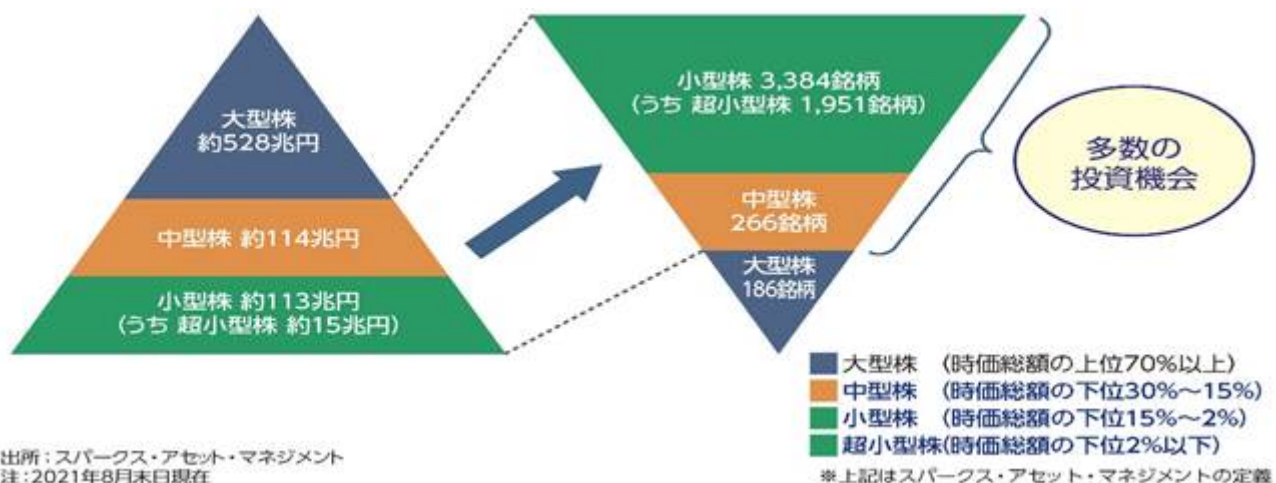 大型株
約528兆円
中型株 約114兆円
小型株 約113兆円
(うち 超小型株 約15兆円)
小型株 3,384銘柄
(うち 超小型株 1,951銘柄)
中型株
266銘柄
大型株
186銘柄
多数の
投資機会
大型株 (時価総額の上位70%以上)
中型株 (時価総額の下位30%~15%)
小型株 (時価総額の下位15%~2%)
超小型株(時価総額の下位2%以下)
出所:スパークス・アセット・マネジメント
注:2021年8月末日現在
※上記はスパークス・アセット・マネジメントの定義